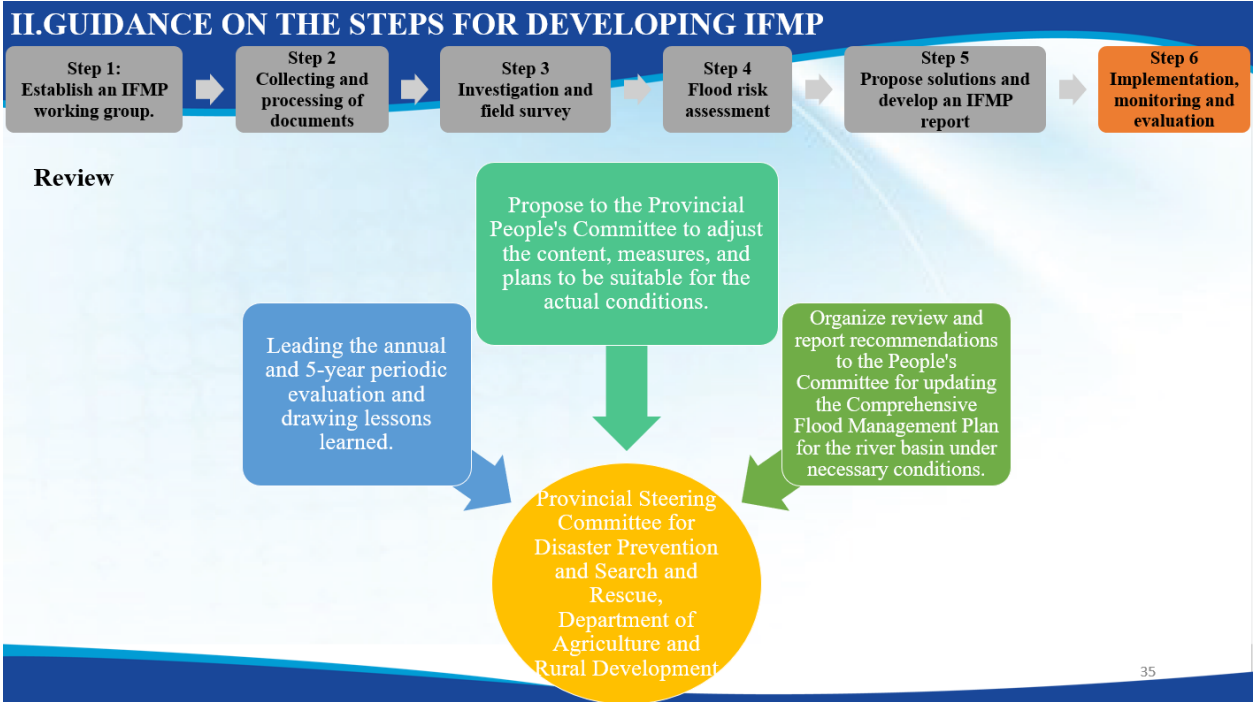 II.GUIDANCE ON THE STEPS FOR DEVELOPING IFMP
Step 1:
Establish an IFMP
working group.
Step 2
Collecting and
processing of
documents
Step 3
Investigation and
field survey
Step 4
Flood risk
assessment
Step 5
Propose solutions and
develop an IFMP
report
Step 6
Implementation,
monitoring and
evaluation
Review
Propose to the Provincial
People's Committee to adjust
the content, measures, and
plans to be suitable for the
actual conditions.
Leading the annual
and 5-year periodic
evaluation and
drawing lessons
learned.
Organize review and
report recommendations
to the People's
Committee for updating
the Comprehensive
Flood Management Plan
for the river basin under
necessary conditions.
Provincial Steering
Committee for
Disaster Prevention
and Search and
Rescue,
Department of
Agriculture and
Rural Development
35